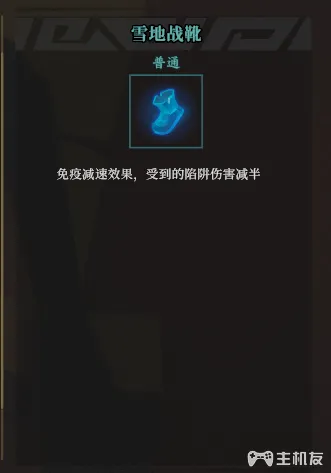 雪地战靴
普通
免疫减速效果，受到的陷阱伤害减半
主机友